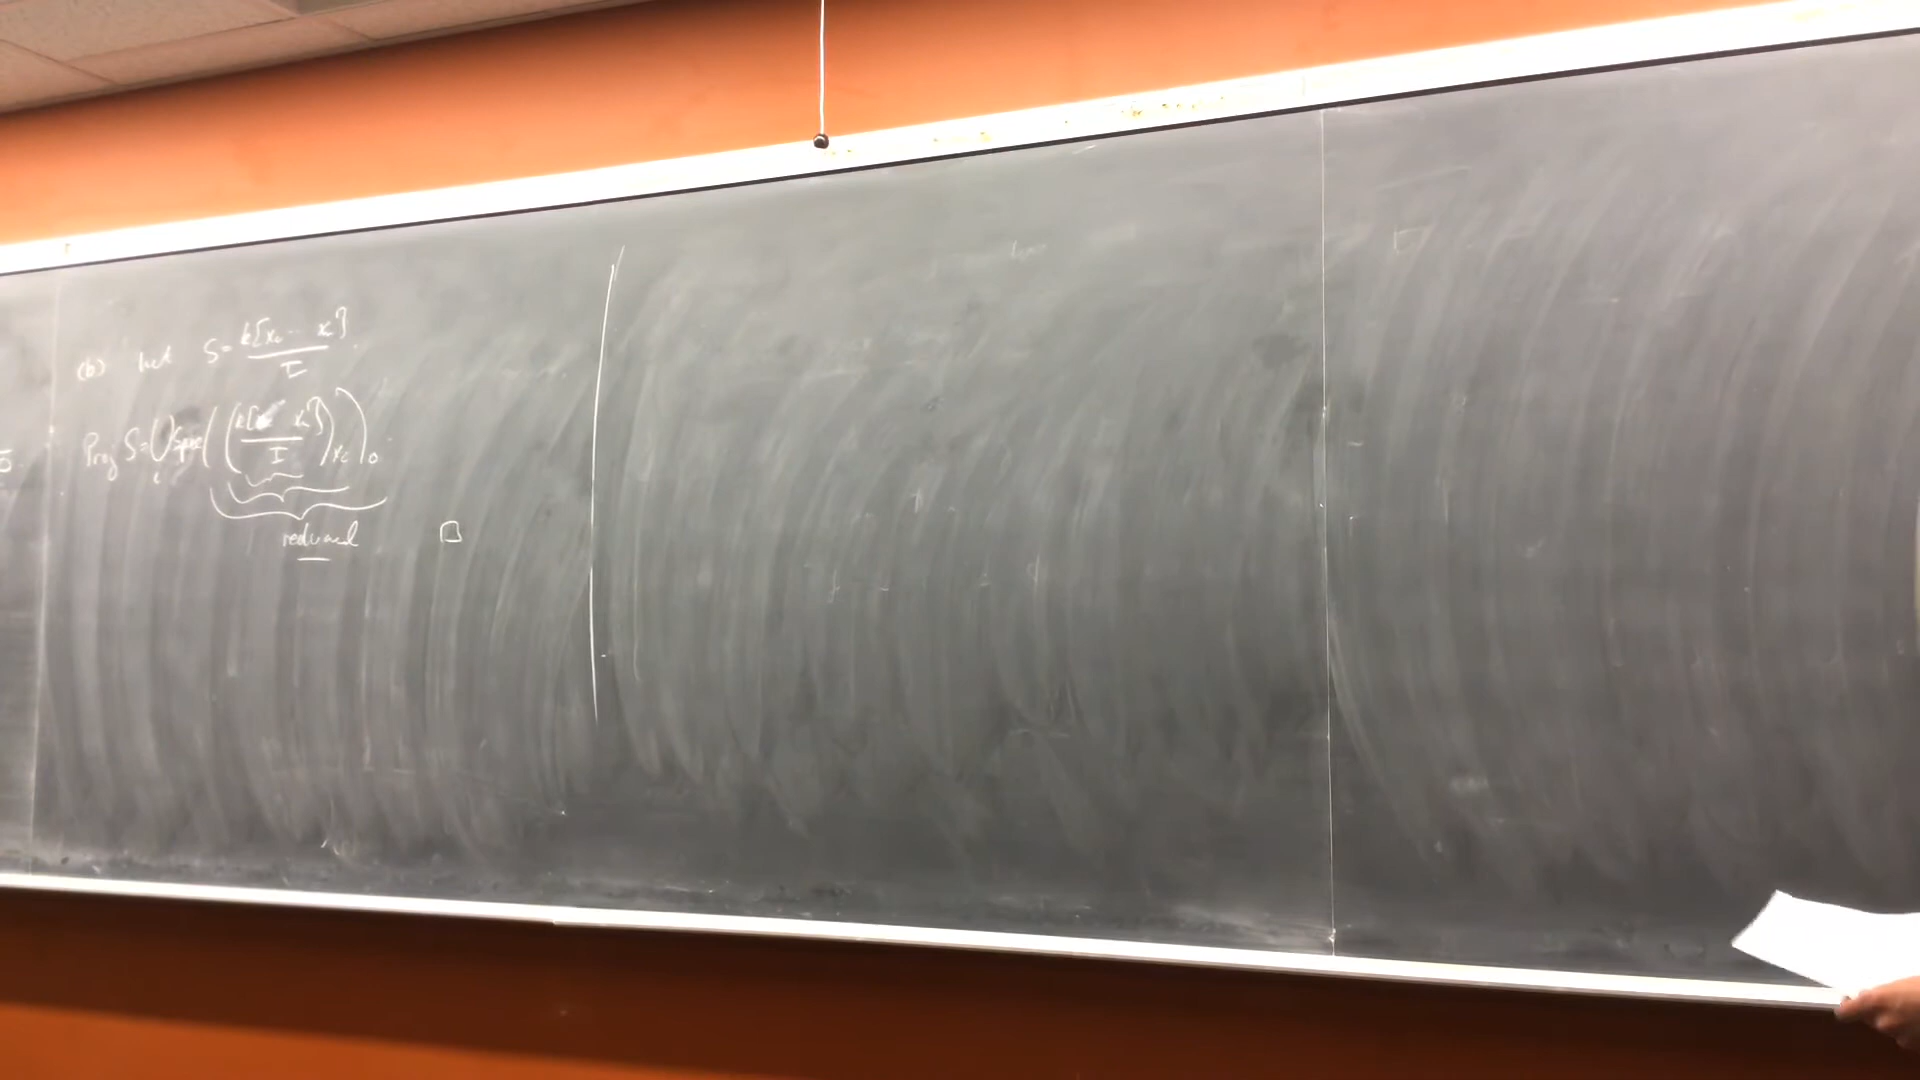 (b) Let S = k[x₀ ⋯ xₙ] / I.
Proj S = ⋃ᵢ Spec ( ( k[x₀ xₙ] / I )ₓᵢ )₀.
reduced □